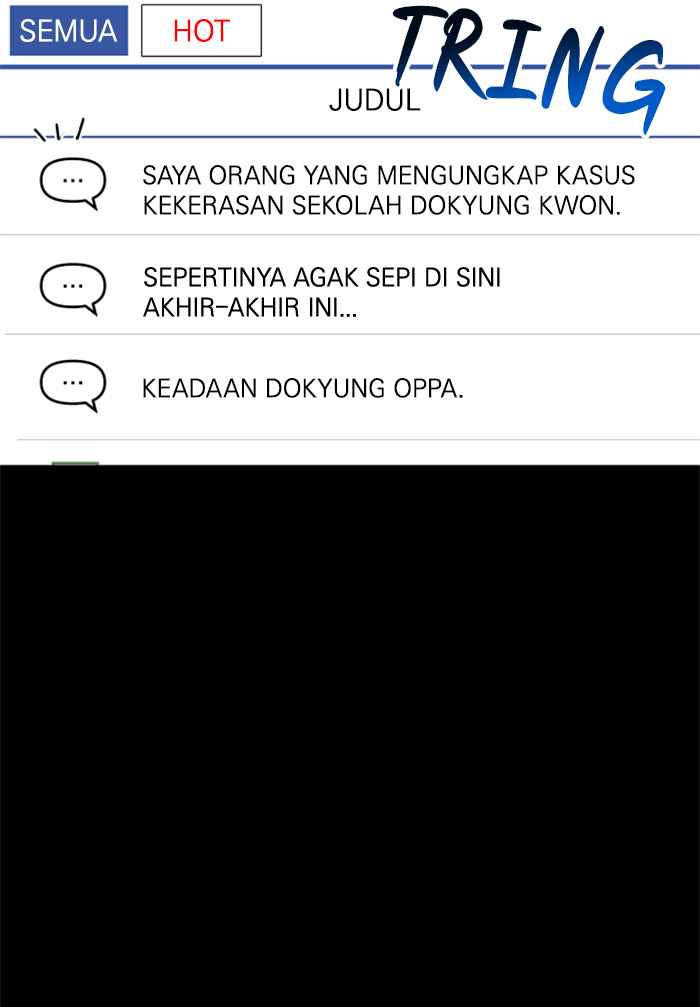 SEMUA HOT
TRING
JUDUL
...
SAYA ORANG YANG MENGUNGKAP KASUS
KEKERASAN SEKOLAH DOKYUNG KWON.
...
SEPERTINYA AGAK SEPI DI SINI
AKHIR-AKHIR INI...
...
KEADAAN DOKYUNG OPPA.